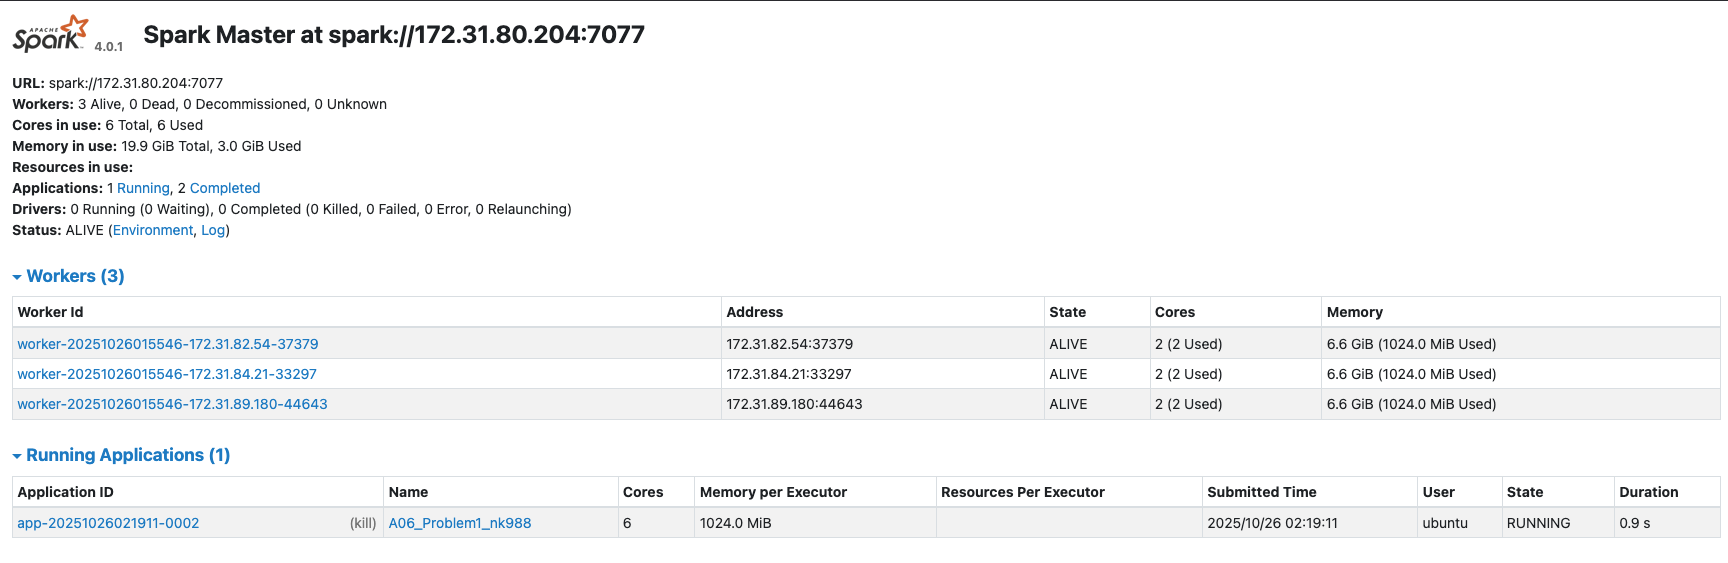 APACHE
Spark 4.0.1 Spark Master at spark://172.31.80.204:7077
URL: spark://172.31.80.204:7077
Workers: 3 Alive, 0 Dead, 0 Decommissioned, 0 Unknown
Cores in use: 6 Total, 6 Used
Memory in use: 19.9 GiB Total, 3.0 GiB Used
Resources in use:
Applications: 1 Running, 2 Completed
Drivers: 0 Running (0 Waiting), 0 Completed (0 Killed, 0 Failed, 0 Error, 0 Relaunching)
Status: ALIVE (Environment, Log)
Workers (3)
Worker Id Address State Cores Memory
worker-20251026015546-172.31.82.54-37379 172.31.82.54:37379 ALIVE 2 (2 Used) 6.6 GiB (1024.0 MiB Used)
worker-20251026015546-172.31.84.21-33297 172.31.84.21:33297 ALIVE 2 (2 Used) 6.6 GiB (1024.0 MiB Used)
worker-20251026015546-172.31.89.180-44643 172.31.89.180:44643 ALIVE 2 (2 Used) 6.6 GiB (1024.0 MiB Used)
Running Applications (1)
Application ID Name Cores Memory per Executor Resources Per Executor Submitted Time User State Duration
app-20251026021911-0002 (kill) A06_Problem1_nk988 6 1024.0 MiB 2025/10/26 02:19:11 ubuntu RUNNING 0.9 s